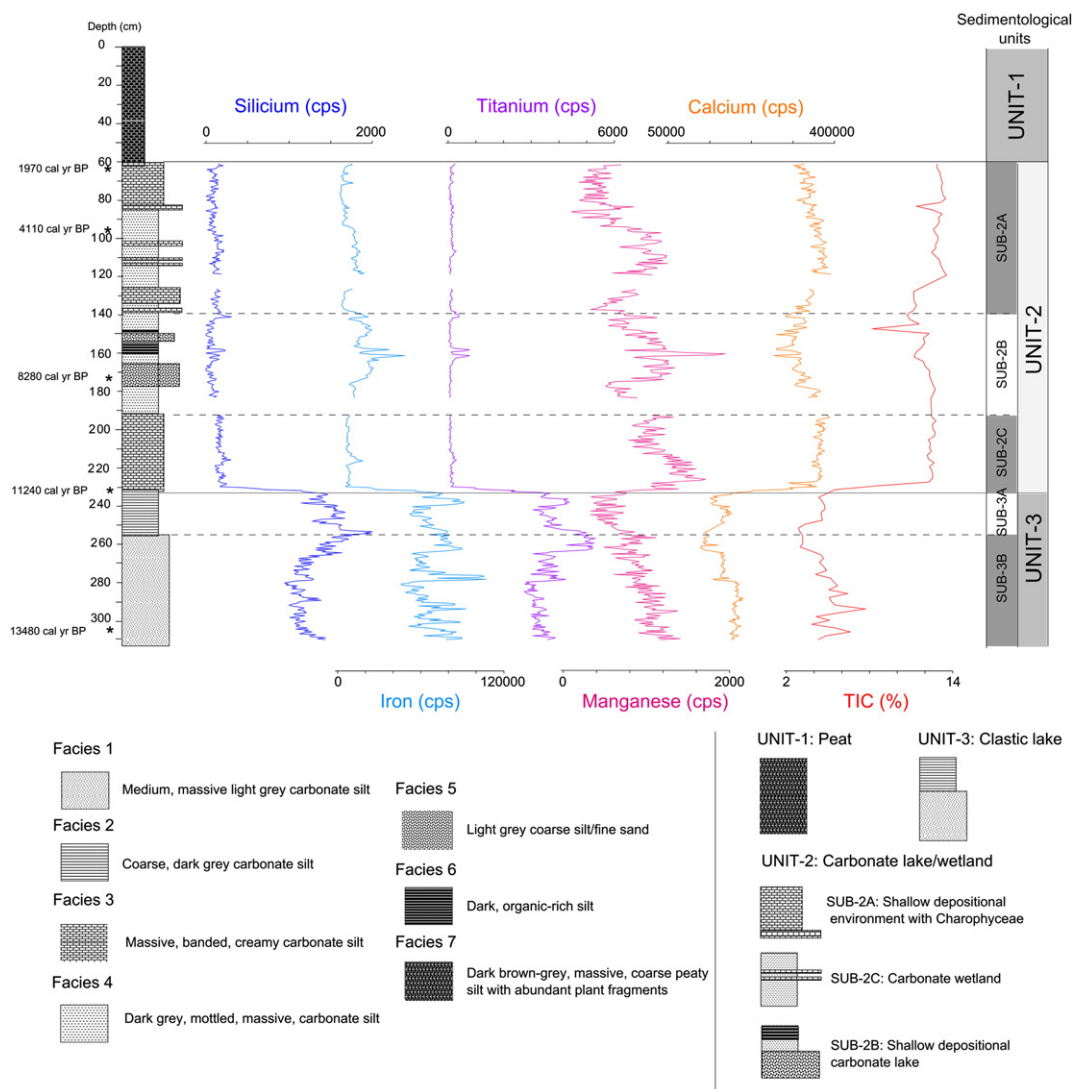 Depth (cm)
Sedimentological
units
Silicium (cps)
Titanium (cps)
Calcium (cps)
0
2000
0
6000
50000
400000
0
20
40
60
80
100
120
140
160
180
200
220
240
260
280
300
1970 cal yr BP
*
4110 cal yr BP
*
8280 cal yr BP
*
11240 cal yr BP
*
13480 cal yr BP
*
UNIT-1
SUB-2A
SUB-2B
SUB-2C
UNIT-2
SUB-3A
SUB-3B
UNIT-3
0
120000
0
2000
2
14
Iron (cps)
Manganese (cps)
TIC (%)
Facies 1
Medium, massive light grey carbonate silt
Facies 2
Coarse, dark grey carbonate silt
Facies 3
Massive, banded, creamy carbonate silt
Facies 4
Dark grey, mottled, massive, carbonate silt
Facies 5
Light grey coarse silt/fine sand
Facies 6
Dark, organic-rich silt
Facies 7
Dark brown-grey, massive, coarse peaty
silt with abundant plant fragments
UNIT-1: Peat
UNIT-3: Clastic lake
UNIT-2: Carbonate lake/wetland
SUB-2A: Shallow depositional
environment with Charophyceae
SUB-2C: Carbonate wetland
SUB-2B: Shallow depositional
carbonate lake